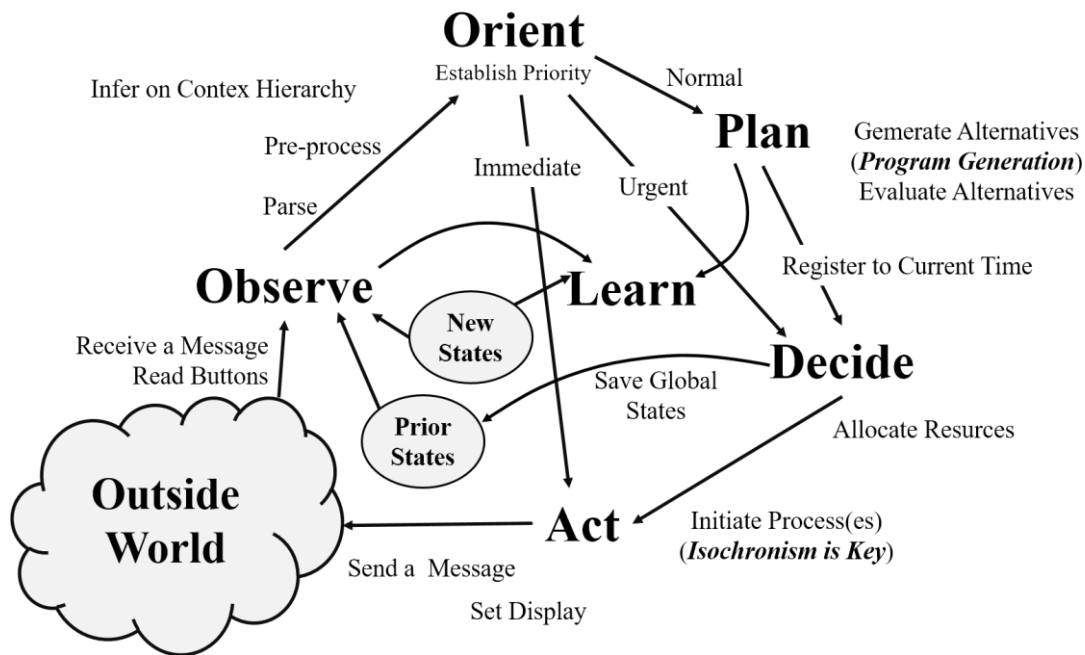 Orient
Establish Priority
Normal
Infer on Contex Hierarchy
Plan
Gemerate Alternatives
(Program Generation)
Evaluate Alternatives
Pre-process
Immediate
Urgent
Parse
Register to Current Time
Observe
Learn
New
States
Receive a Message
Read Buttons
Decide
Save Global
States
Prior
States
Allocate Resurces
Outside
World
Act
Initiate Process(es)
(Isochronism is Key)
Send a Message
Set Display